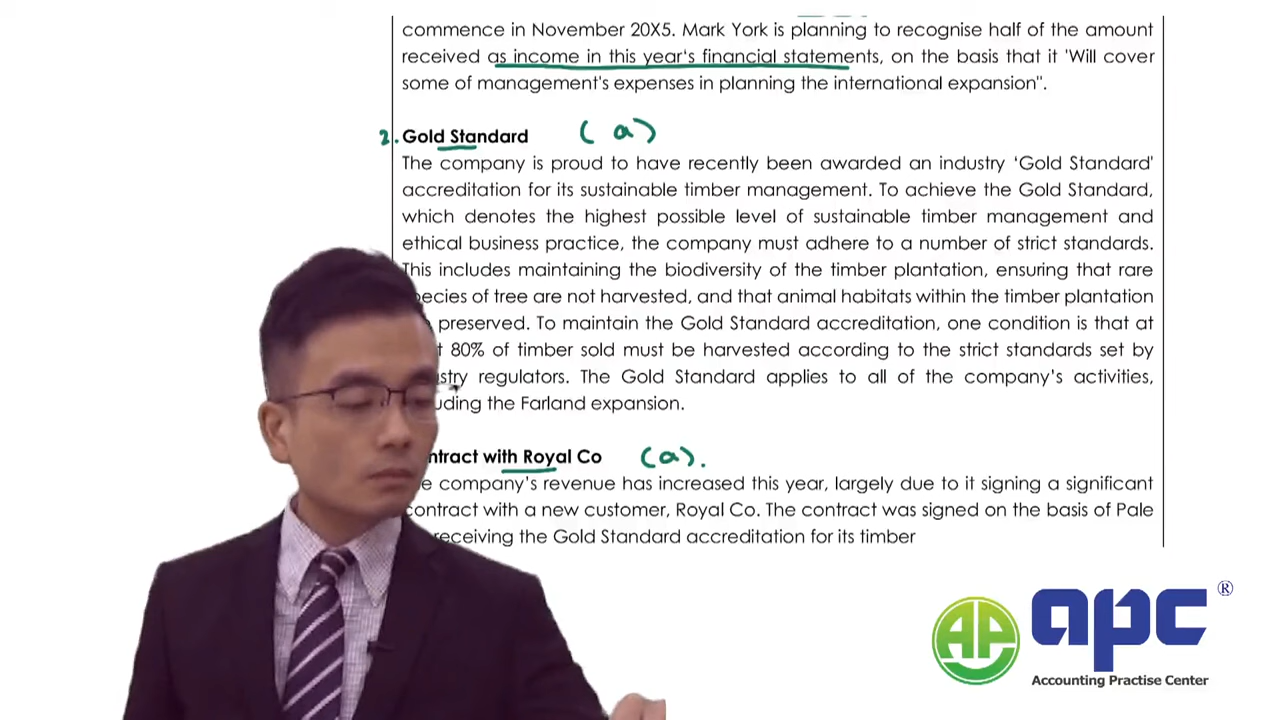 commence in November 20X5. Mark York is planning to recognise half of the amount
received as income in this year's financial statements, on the basis that it 'Will cover
some of management's expenses in planning the international expansion".
2. Gold Standard (a)
The company is proud to have recently been awarded an industry 'Gold Standard'
accreditation for its sustainable timber management. To achieve the Gold Standard,
which denotes the highest possible level of sustainable timber management and
ethical business practice, the company must adhere to a number of strict standards.
This includes maintaining the biodiversity of the timber plantation, ensuring that rare
ecies of tree are not harvested, and that animal habitats within the timber plantation
preserved. To maintain the Gold Standard accreditation, one condition is that at
t 80% of timber sold must be harvested according to the strict standards set by
stry regulators. The Gold Standard applies to all of the company's activities,
uding the Farland expansion.
ntract with Royal Co (a).
e company's revenue has increased this year, largely due to it signing a significant
contract with a new customer, Royal Co. The contract was signed on the basis of Pale
receiving the Gold Standard accreditation for its timber
AP apc ®
Accounting Practise Center